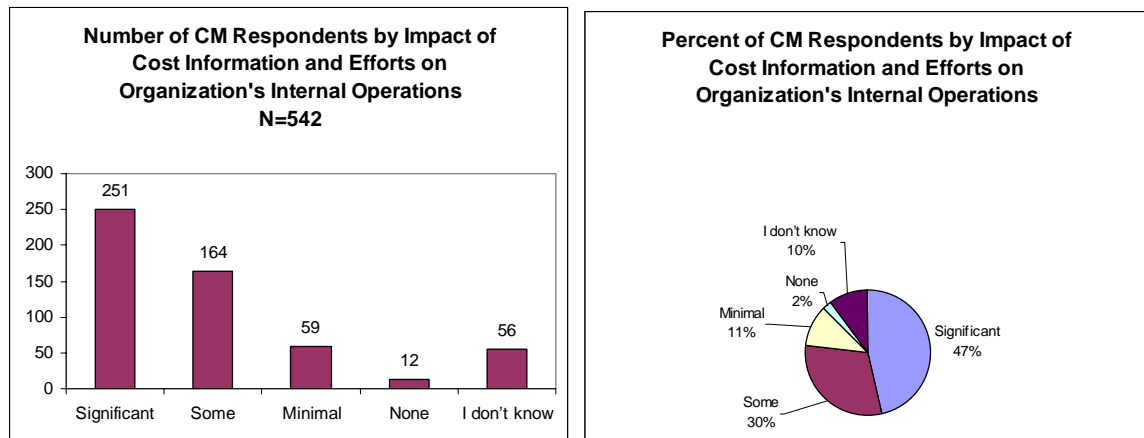 Number of CM Respondents by Impact of
Cost Information and Efforts on
Organization's Internal Operations
N=542
300
250
200
150
100
50
0
251
164
59
12
56
Significant
Some
Minimal
None
I don't know
Percent of CM Respondents by Impact of
Cost Information and Efforts on
Organization's Internal Operations
I don't know
10%
None
2%
Minimal
11%
Significant
47%
Some
30%